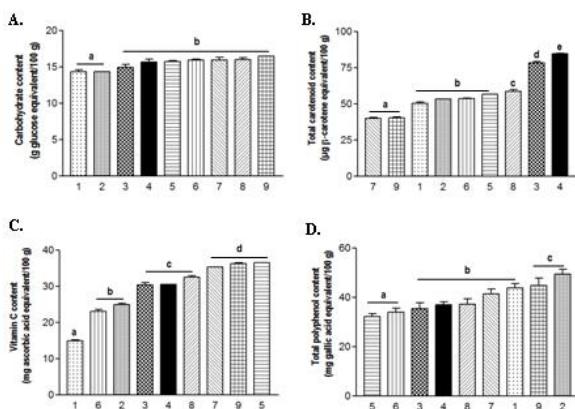 A.
Carbohydrate content
(g glucose equivalent/100 g)
20
15
10
5
0
a
b
1 2 3 4 5 6 7 8 9
B.
Total carotenoid content
(µg β-carotene equivalent/100 g)
100
75
50
25
0
a
b
c
d
e
7 9 1 2 6 5 8 3 4
C.
Vitamin C content
(mg ascorbic acid equivalent/100 g)
40
30
20
10
0
a
b
c
d
1 6 2 3 4 8 7 9 5
D.
Total polyphenol content
(mg gallic acid equivalent/100 g)
60
40
20
0
a
b
c
5 6 3 4 8 7 1 9 2